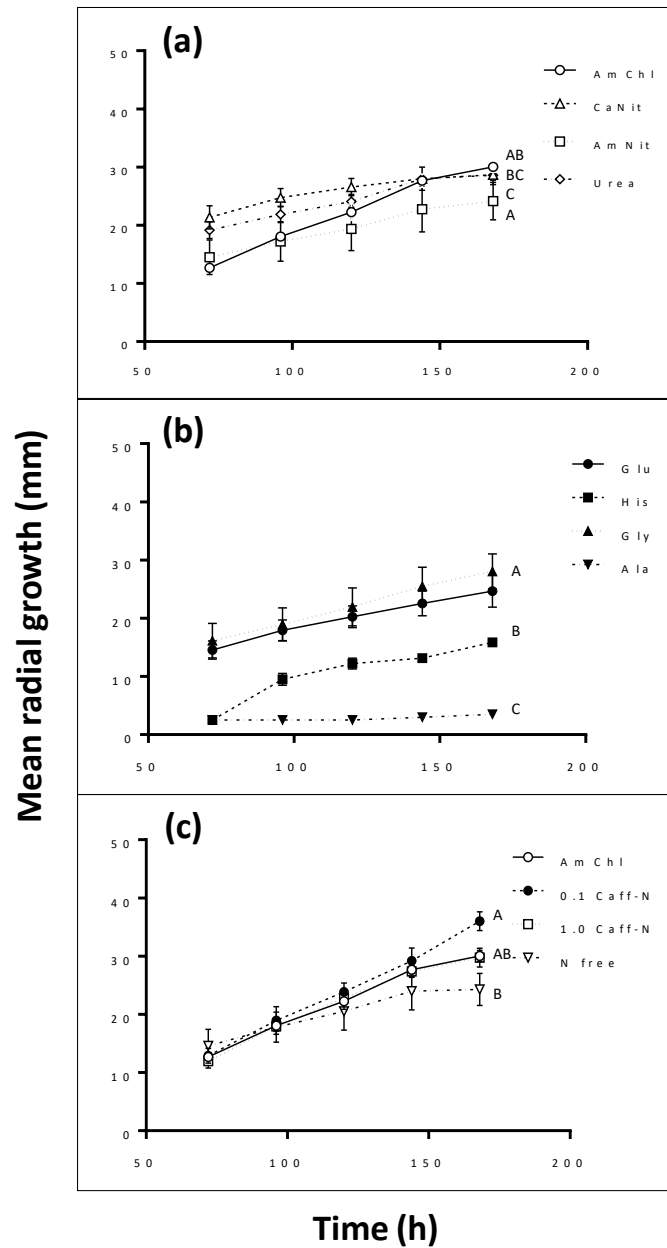 Mean radial growth (mm)
(a)
50
40
30
20
10
0
50
100
150
200
Am Chl
CaNit
Am Nit
Urea
AB
BC
C
A
(b)
50
40
30
20
10
0
50
100
150
200
Glu
His
Gly
Ala
A
B
C
(c)
50
40
30
20
10
0
50
100
150
200
Am Chl
0.1 Caff-N
1.0 Caff-N
N free
A
AB
B
Time (h)